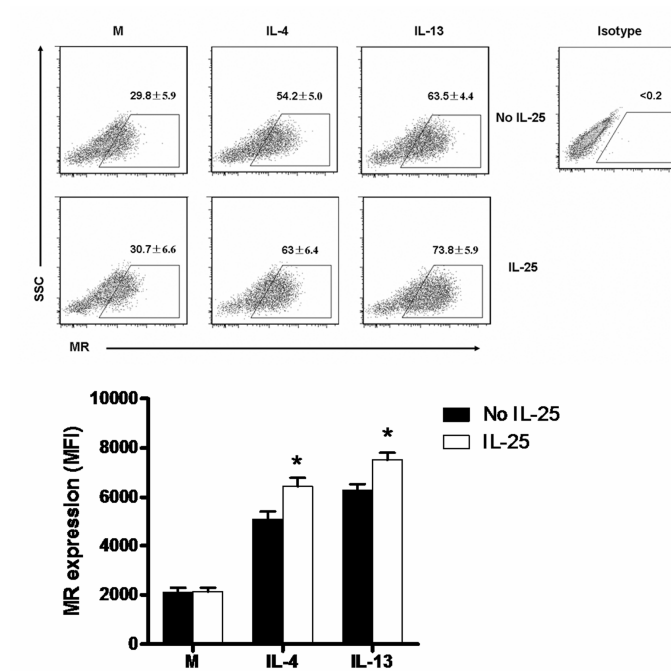 M IL-4 IL-13 Isotype
29.8±5.9 54.2±5.0 63.5±4.4 No IL-25 <0.2
30.7±6.6 63±6.4 73.8±5.9 IL-25
SSC
MR
10000
8000
6000
4000
2000
0
MR expression (MFI)
* *
No IL-25
IL-25
M IL-4 IL-13